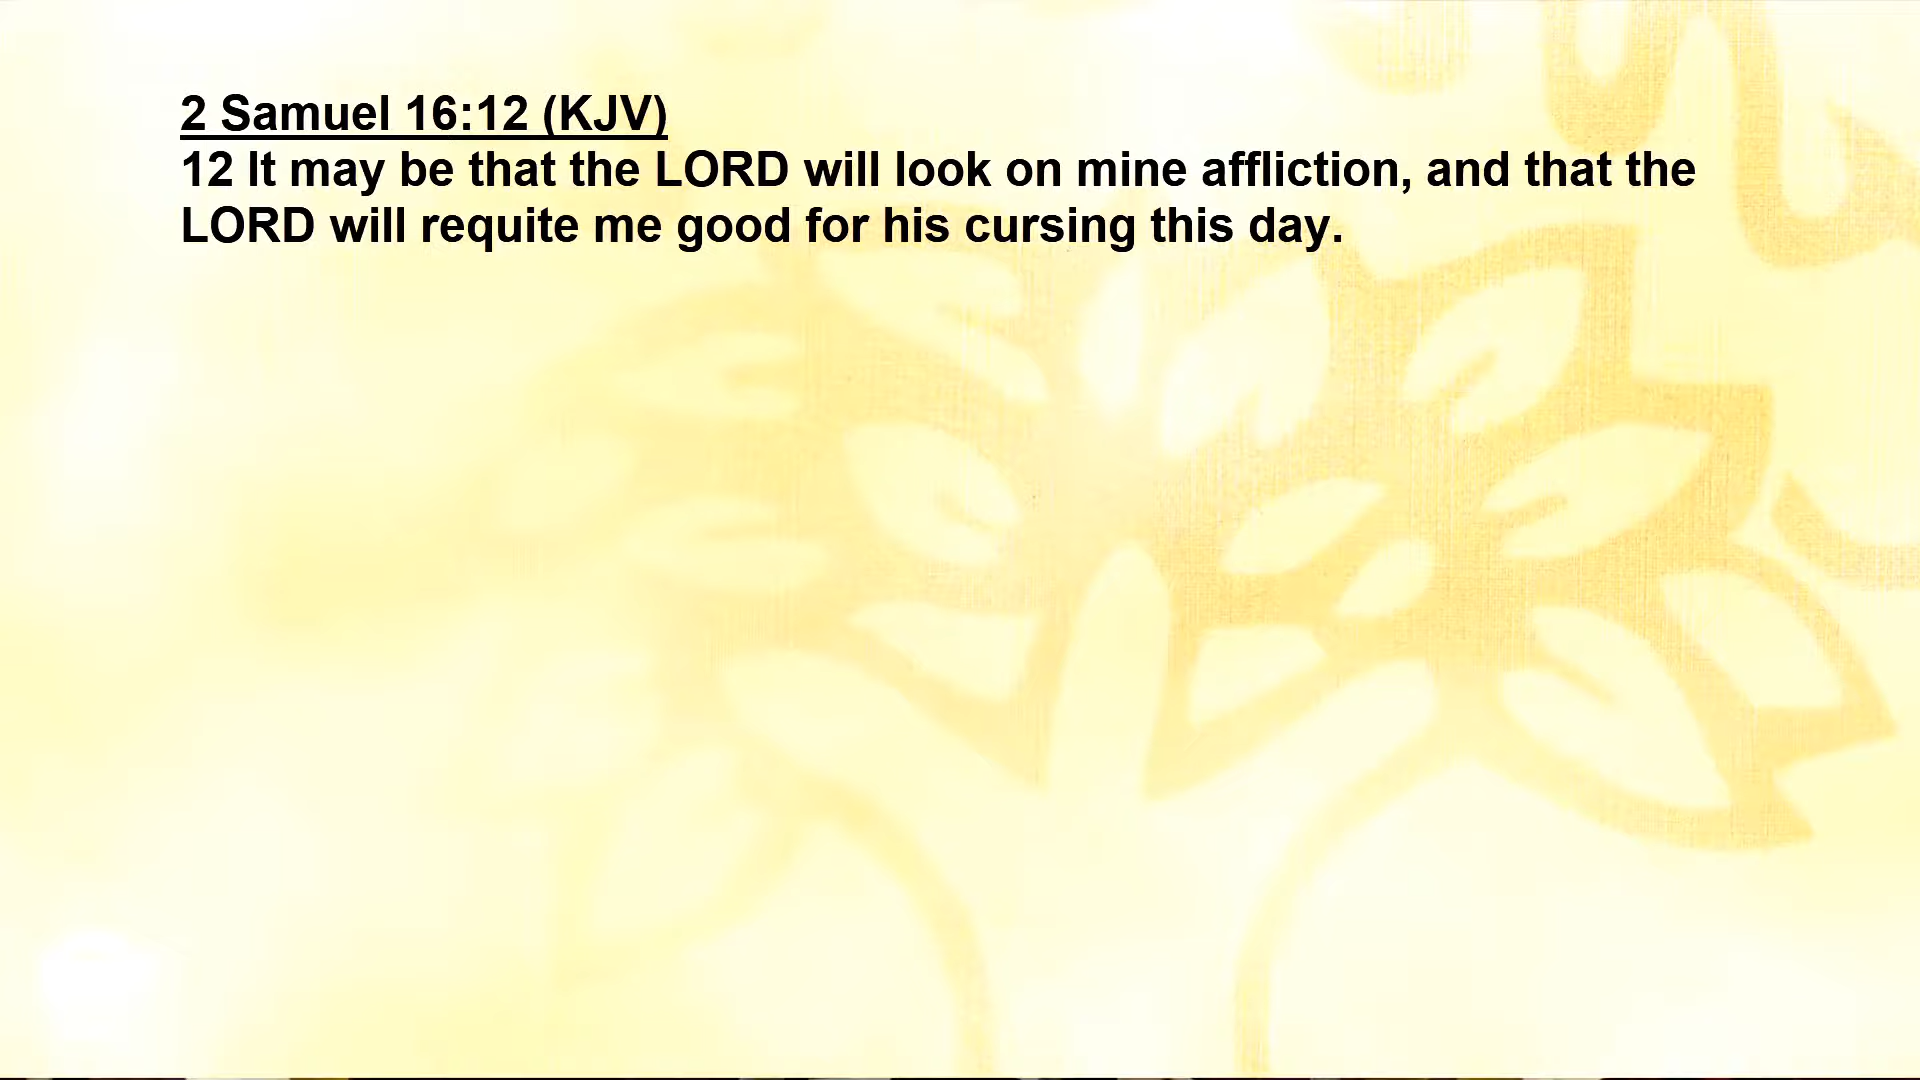 2 Samuel 16:12 (KJV)
12 It may be that the LORD will look on mine affliction, and that the
LORD will requite me good for his cursing this day.